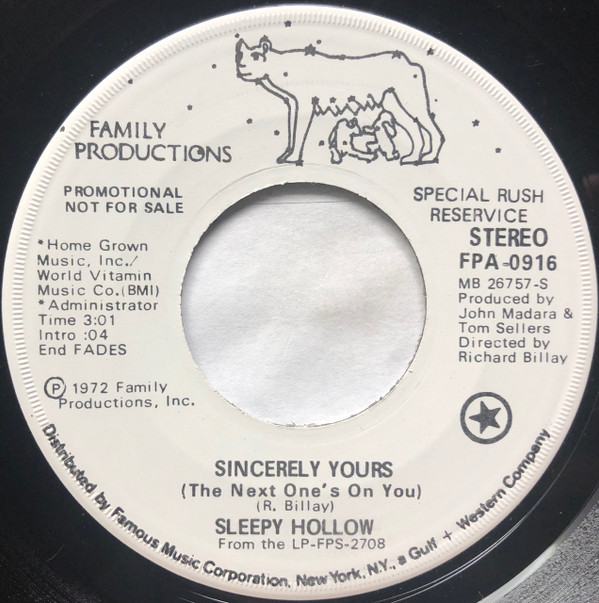 FAMILY
PRODUCTIONS
PROMOTIONAL
NOT FOR SALE
SPECIAL RUSH
RESERVICE
STEREO
FPA-0916
MB 26757-S
Produced by
John Madara &
Tom Sellers
Directed by
Richard Billay
*Home Grown
Music, Inc./
World Vitamin
Music Co.(BMI)
*Administrator
Time 3:01
Intro :04
End FADES
Ⓟ 1972 Family
Productions, Inc.
SINCERELY YOURS
(The Next One's On You)
(R. Billay)
SLEEPY HOLLOW
From the LP-FPS-2708
Distributed by Famous Music Corporation, New York, N.Y., a Gulf + Western Company